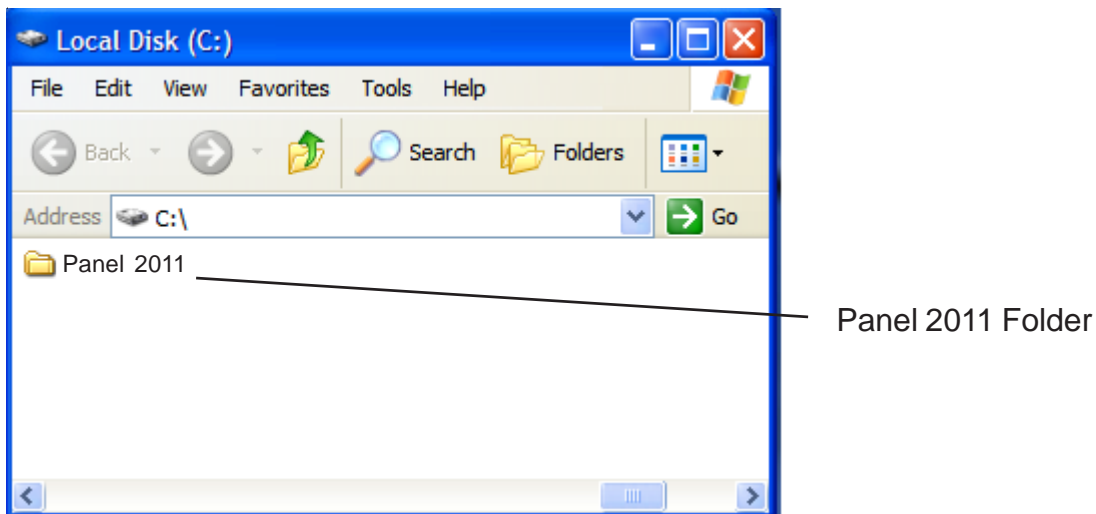 Local Disk (C:)
File Edit View Favorites Tools Help
Back Search Folders
Address C:\ Go
Panel 2011
Panel 2011 Folder